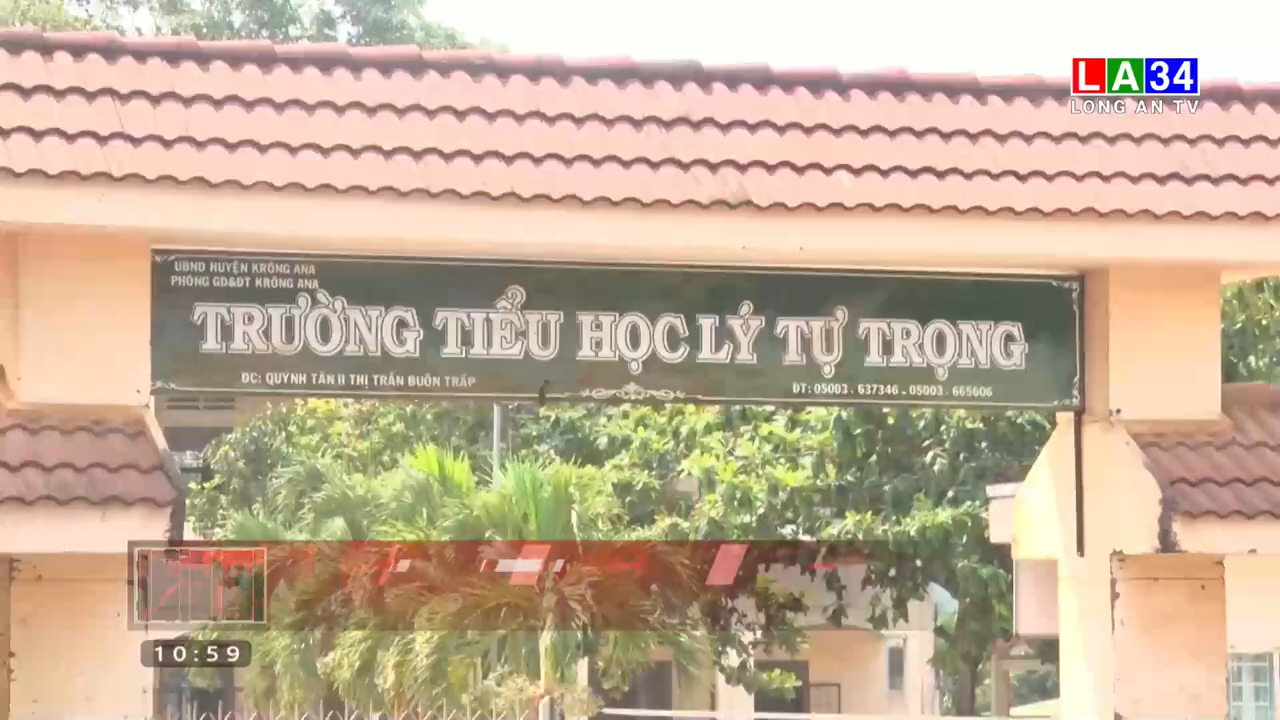 LA34
LONG AN TV
UBND HUYỆN KRÔNG ANA
PHÒNG GD&ĐT KRÔNG ANA
TRƯỜNG TIỂU HỌC LÝ TỰ TRỌNG
ĐC: QUỲNH TÂN II THỊ TRẤN BUÔN TRẤP
ĐT: 05003.637346 - 05003.665606
10:59